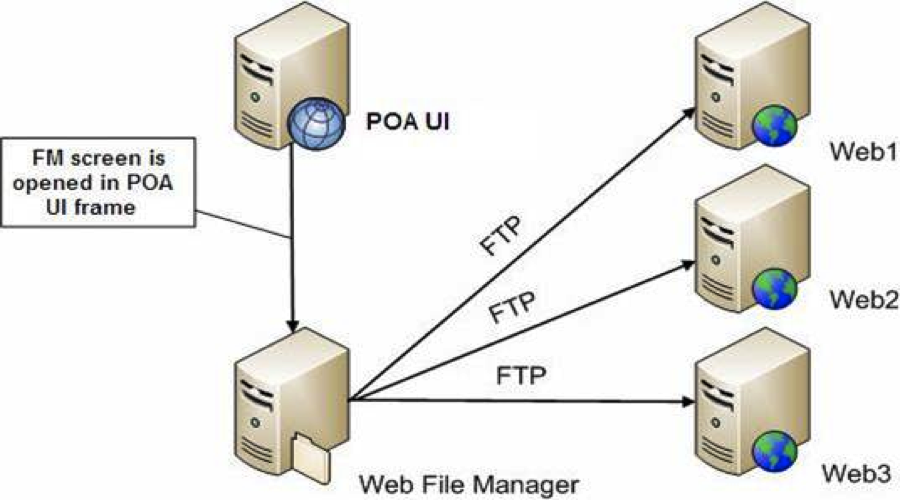 POA UI
Web1
FM screen is
opened in POA
UI frame
FTP
Web2
FTP
FTP
Web File Manager
Web3